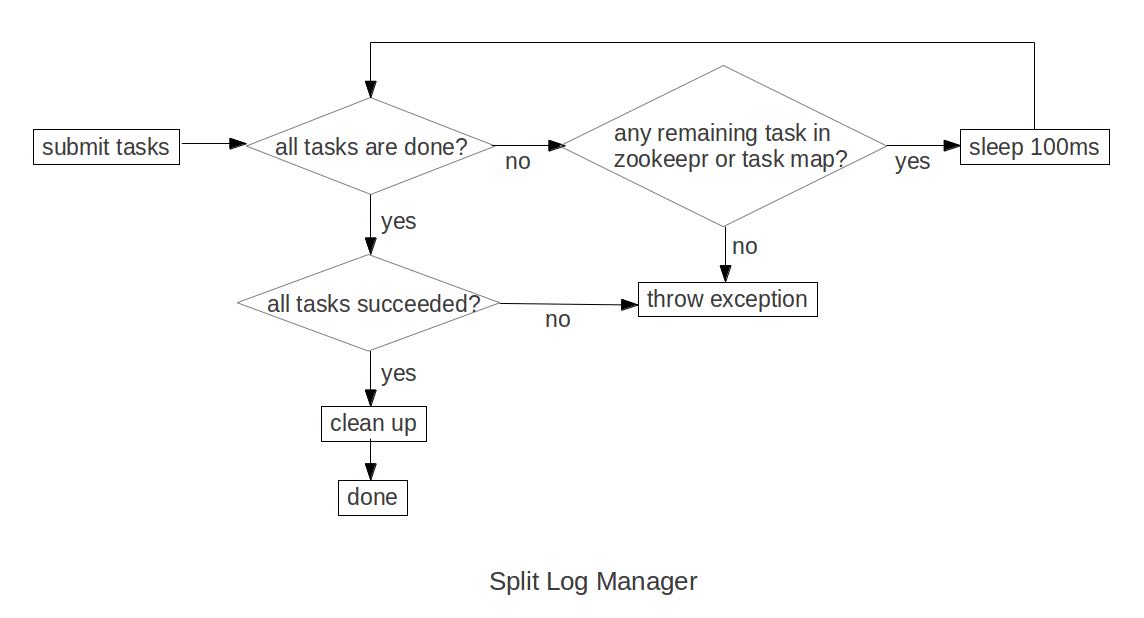 submit tasks
all tasks are done?
no
any remaining task in
zookeepr or task map?
yes
sleep 100ms
yes
no
all tasks succeeded?
no
throw exception
yes
clean up
done
Split Log Manager